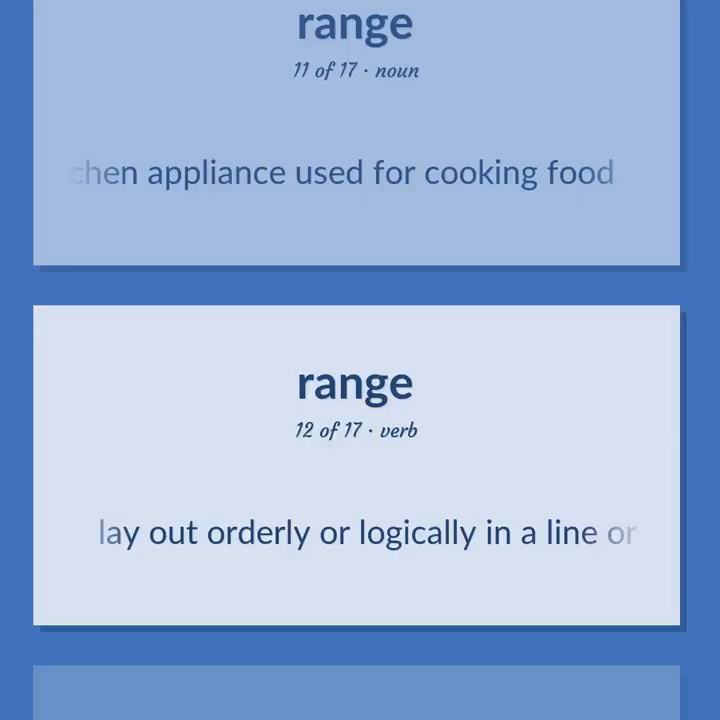 range
11 of 17 · noun
chen appliance used for cooking food
range
12 of 17 · verb
lay out orderly or logically in a line or